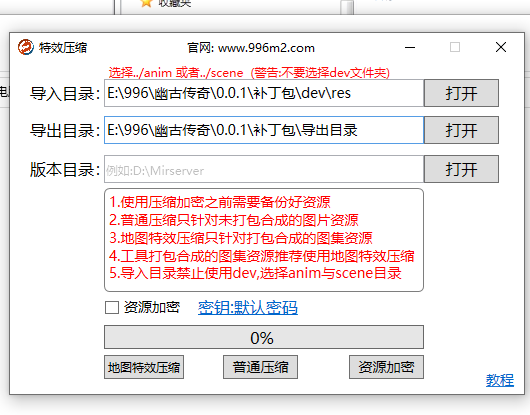 收藏夹
特效压缩 官网: www.996m2.com
选择../anim 或者../scene (警告:不要选择dev文件夹)
导入目录: E:\996\幽古传奇\0.0.1\补丁包\dev\res 打开
导出目录: E:\996\幽古传奇\0.0.1\补丁包\导出目录 打开
版本目录: 例如:D:\Mirserver 打开
1.使用压缩加密之前需要备份好资源
2.普通压缩只针对未打包合成的图片资源
3.地图特效压缩只针对打包合成的图集资源
4.工具打包合成的图集资源推荐使用地图特效压缩
5.导入目录禁止使用dev,选择anim与scene目录
资源加密 密钥:默认密码
0%
地图特效压缩 普通压缩 资源加密
教程